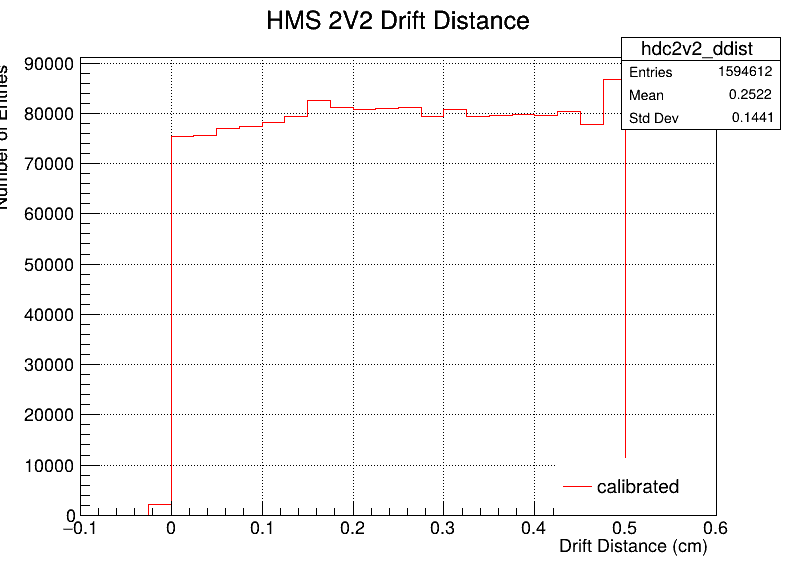 HMS 2V2 Drift Distance
hdc2v2_ddist
Entries 1594612
Mean 0.2522
Std Dev 0.1441
Number of Entries
90000
80000
70000
60000
50000
40000
30000
20000
10000
0
calibrated
−0.1 0 0.1 0.2 0.3 0.4 0.5 0.6
Drift Distance (cm)